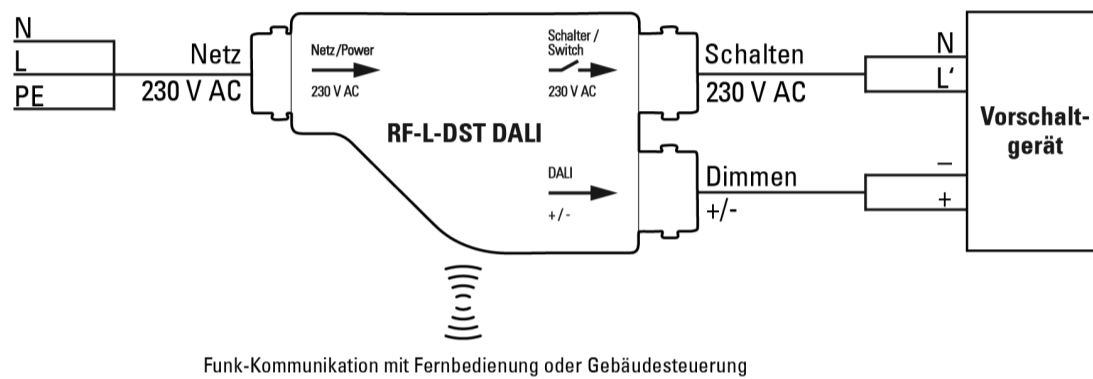 N
L
PE
Netz
230 V AC
Netz/Power
230 V AC
Schalter /
Switch
230 V AC
RF-L-DST DALI
DALI
+/-
Schalten
230 V AC
Dimmen
+/-
N
L‘
–
+
Vorschalt-
gerät
Funk-Kommunikation mit Fernbedienung oder Gebäudesteuerung